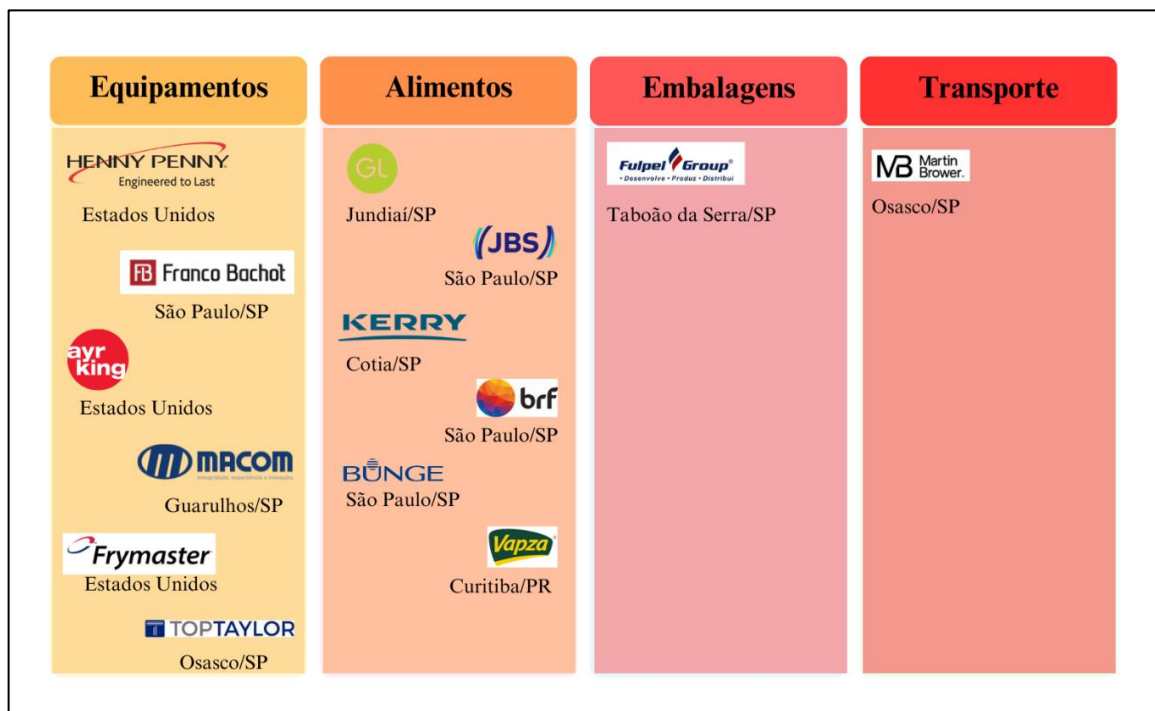 Equipamentos
HENNY PENNY
Engineered to Last
Estados Unidos
FB Franco Bachot
São Paulo/SP
ayr
king
Estados Unidos
MACOM
Integridade, experiência e inovação
Guarulhos/SP
Frymaster
Estados Unidos
T TOPTAYLOR
Osasco/SP
Alimentos
GL
Jundiaí/SP
JBS
São Paulo/SP
KERRY
Cotia/SP
brf
São Paulo/SP
BUNGE
São Paulo/SP
Vapza
Curitiba/PR
Embalagens
Fulpel Group®
• Desenvolve • Produz • Distribui
Taboão da Serra/SP
Transporte
MB Martin
Brower.
Osasco/SP